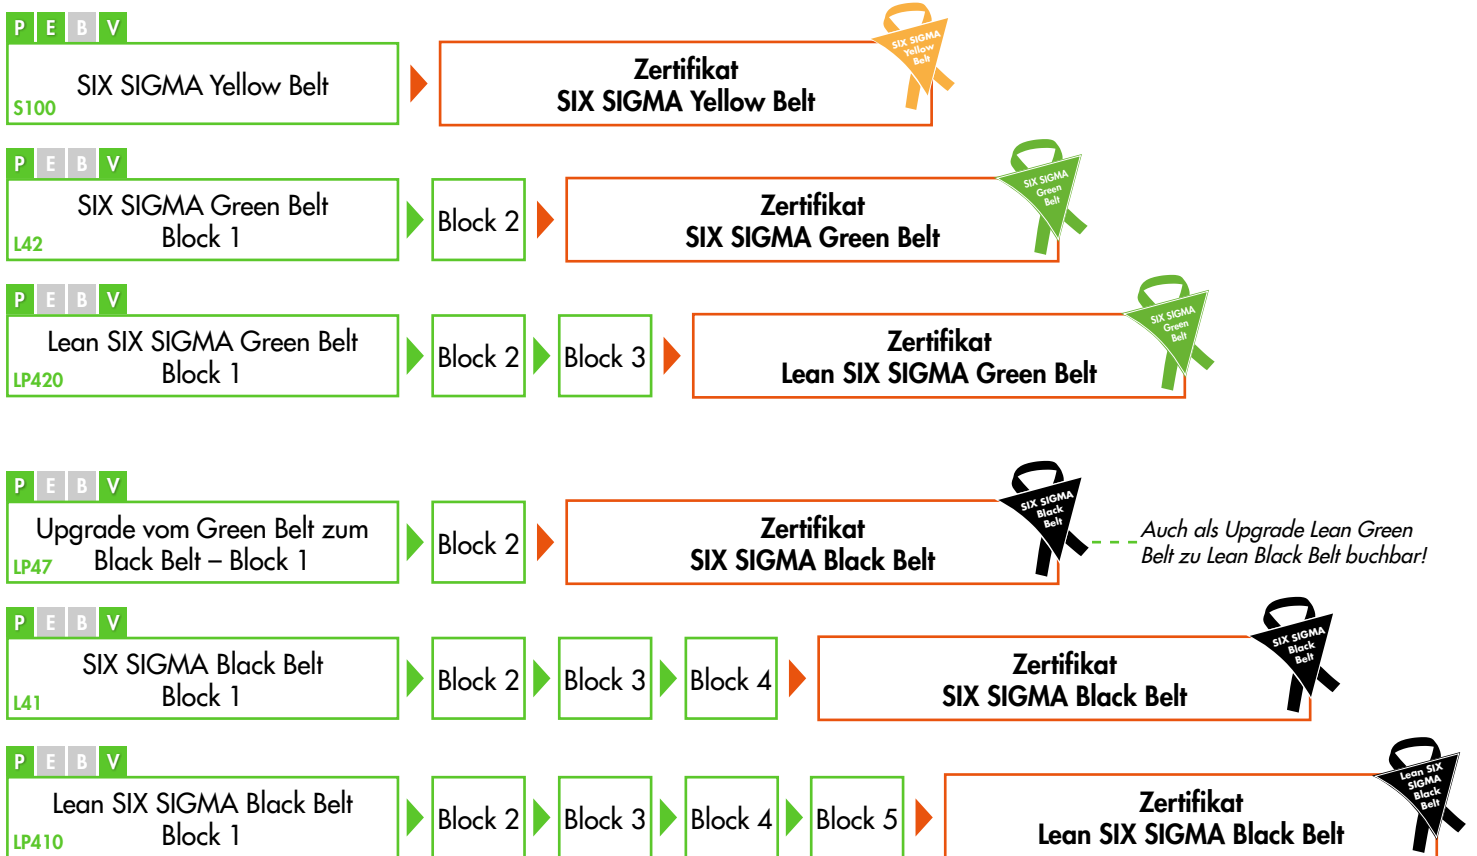 P E B V
SIX SIGMA Yellow Belt
S100
Zertifikat
SIX SIGMA Yellow Belt
SIX SIGMA
Yellow
Belt
P E B V
SIX SIGMA Green Belt
Block 1
L42
Block 2
Zertifikat
SIX SIGMA Green Belt
SIX SIGMA
Green
Belt
P E B V
Lean SIX SIGMA Green Belt
Block 1
LP420
Block 2
Block 3
Zertifikat
Lean SIX SIGMA Green Belt
SIX SIGMA
Green
Belt
P E B V
Upgrade vom Green Belt zum
Black Belt – Block 1
LP47
Block 2
Zertifikat
SIX SIGMA Black Belt
SIX SIGMA
Black
Belt
Auch als Upgrade Lean Green
Belt zu Lean Black Belt buchbar!
P E B V
SIX SIGMA Black Belt
Block 1
L41
Block 2
Block 3
Block 4
Zertifikat
SIX SIGMA Black Belt
SIX SIGMA
Black
Belt
P E B V
Lean SIX SIGMA Black Belt
Block 1
LP410
Block 2
Block 3
Block 4
Block 5
Zertifikat
Lean SIX SIGMA Black Belt
Lean SIX
SIGMA
Black
Belt